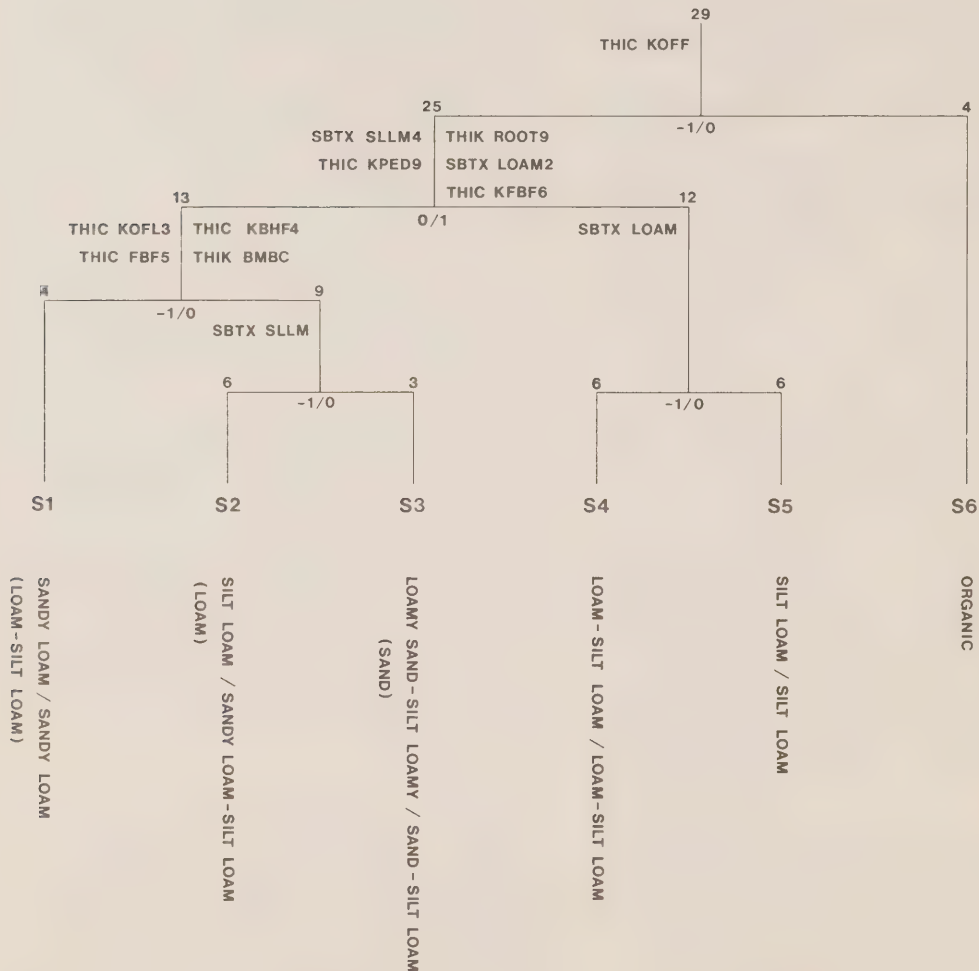 29
THIC KOFF
25
4
-1/0
SBTX SLLM4 THIK ROOT9
THIC KPED9 SBTX LOAM2
THIC KFBF6
13
12
0/1
THIC KOFL3 THIC KBHF4
SBTX LOAM
THIC FBF5 THIK BMBC
4
9
-1/0
SBTX SLLM
6
3
6
6
-1/0
-1/0
S1
S2
S3
S4
S5
S6
SANDY LOAM / SANDY LOAM
(LOAM-SILT LOAM)
SILT LOAM / SANDY LOAM-SILT LOAM
(LOAM)
LOAMY SAND-SILT LOAMY / SAND-SILT LOAM
(SAND)
LOAM-SILT LOAM / LOAM-SILT LOAM
SILT LOAM / SILT LOAM
ORGANIC